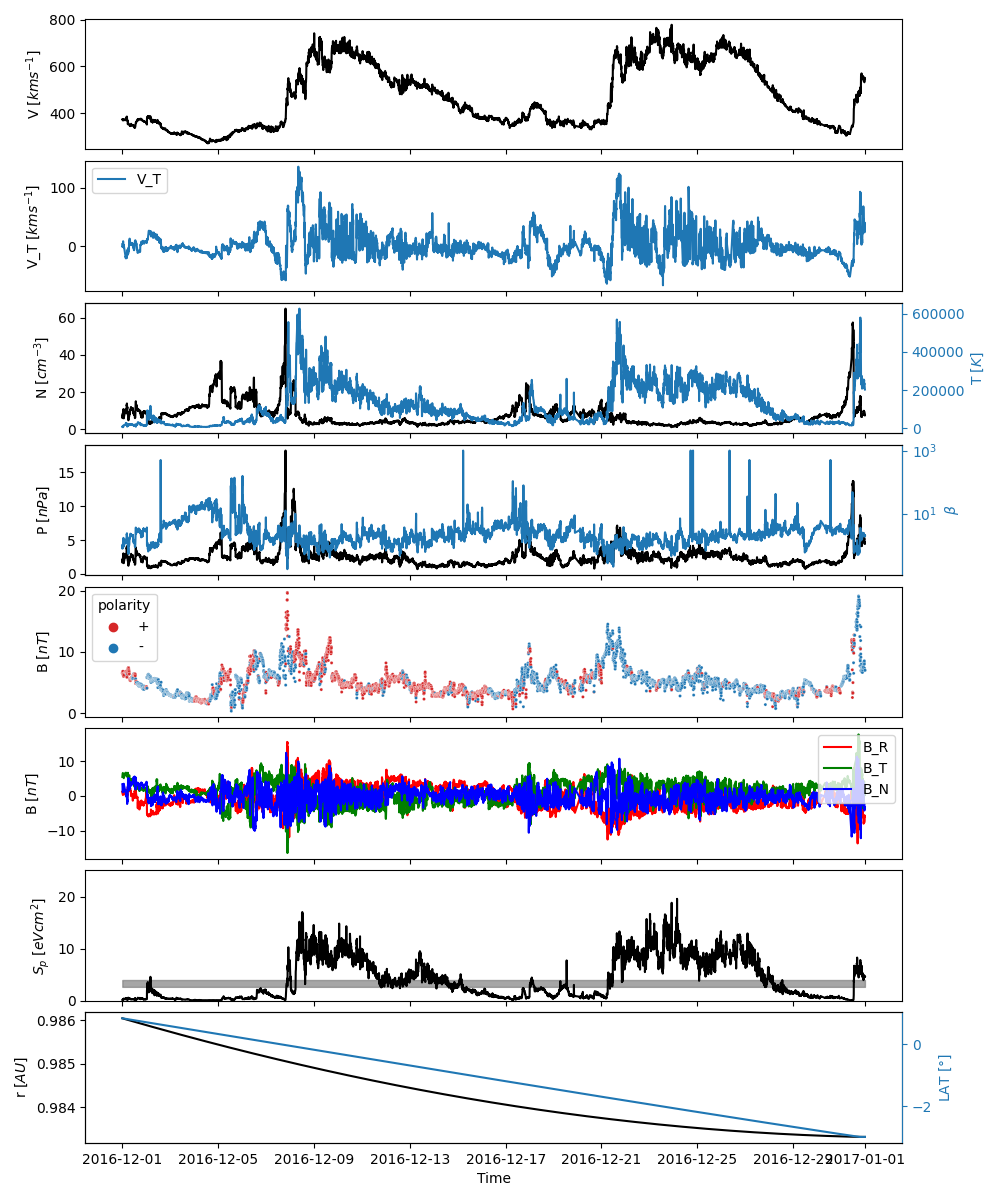 800
600
400
V [kms⁻¹]
V_T
100
0
V_T [kms⁻¹]
60
40
20
0
N [cm⁻³]
600000
400000
200000
0
T [K]
15
10
5
0
P [nPa]
10³
10¹
β
20
10
0
B [nT]
polarity
+
-
10
0
−10
B [nT]
B_R
B_T
B_N
20
10
0
Sₚ [eVcm²]
0.986
0.985
0.984
r [AU]
0
−2
LAT [°]
2016-12-01 2016-12-05 2016-12-09 2016-12-13 2016-12-17 2016-12-21 2016-12-25 2016-12-29 2017-01-01
Time